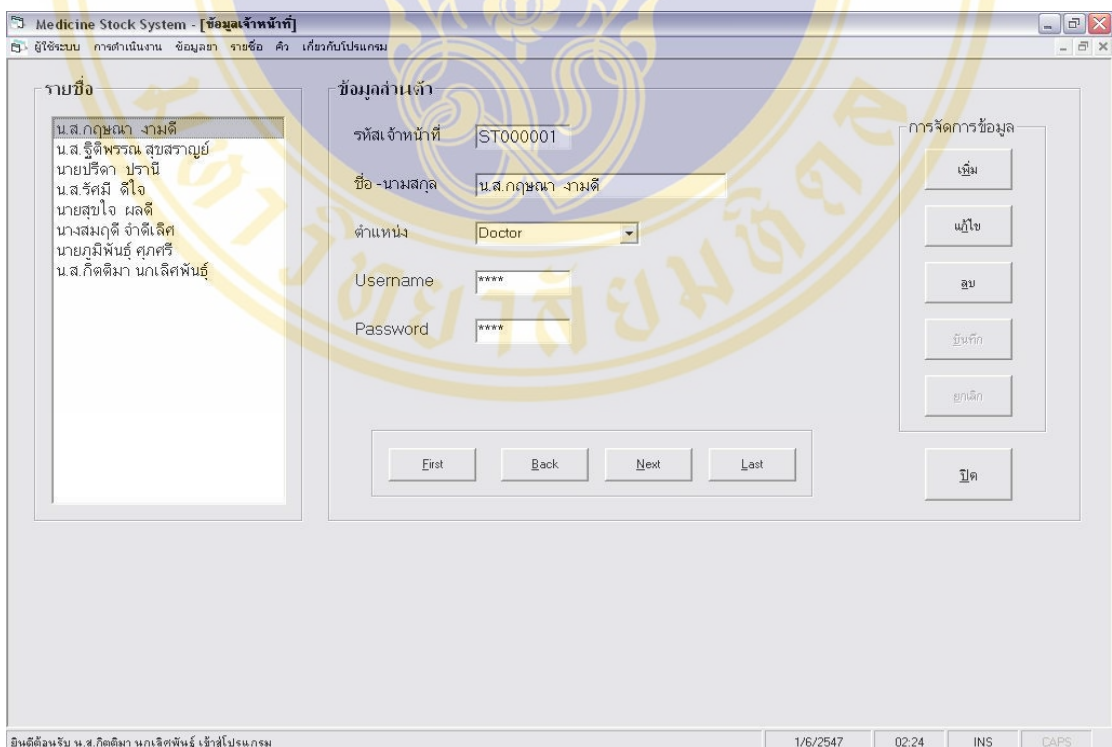 Medicine Stock System - [ข้อมูลเจ้าหน้าที่]
ผู้ใช้ระบบ การดำเนินงาน ข้อมูลยา รายชื่อ คิว เกี่ยวกับโปรแกรม
รายชื่อ
น.ส.กฤษณา งามดี
น.ส.ฐิติพรรณ สุขสราญย์
นายปรีดา ปรานี
น.ส.รัศมี ดีใจ
นายสุขใจ ผลดี
นางสมฤดี จำดีเลิศ
นายภูมิพันธุ์ ศุภศรี
น.ส.กิตติมา นกเลิศพันธุ์
ข้อมูลส่วนตัว
รหัสเจ้าหน้าที่ ST000001
ชื่อ-นามสกุล น.ส.กฤษณา งามดี
ตำแหน่ง Doctor
Username ****
Password ****
การจัดการข้อมูล
เพิ่ม
แก้ไข
ลบ
บันทึก
ยกเลิก
First Back Next Last
ปิด
ยินดีต้อนรับ น.ส.กิตติมา นกเลิศพันธุ์ เข้าสู่โปรแกรม
1/6/2547 02:24 INS CAPS